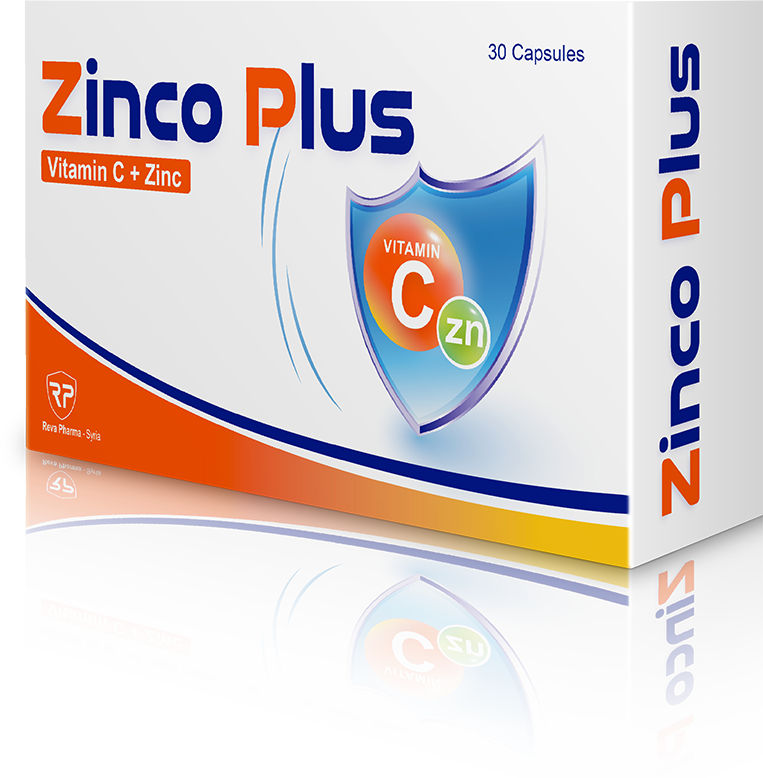 30 Capsules
Zinco Plus
Vitamin C + Zinc
VITAMIN
C
zn
RP
Reva Pharma - Syria
Zinco Plus